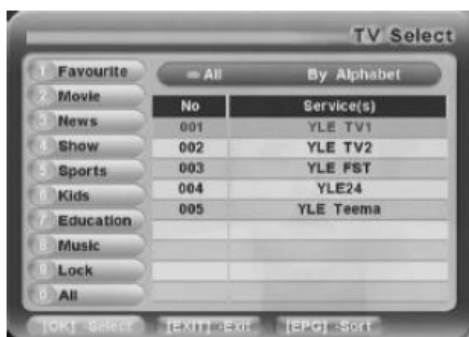 TV Select
1 Favourite
2 Movie
3 News
4 Show
5 Sports
6 Kids
7 Education
8 Music
9 Lock
0 All
All By Alphabet
No Service(s)
001 YLE TV1
002 YLE TV2
003 YLE FST
004 YLE24
005 YLE Teema
[OK] -Select [EXIT] -Exit [EPG] -Sort